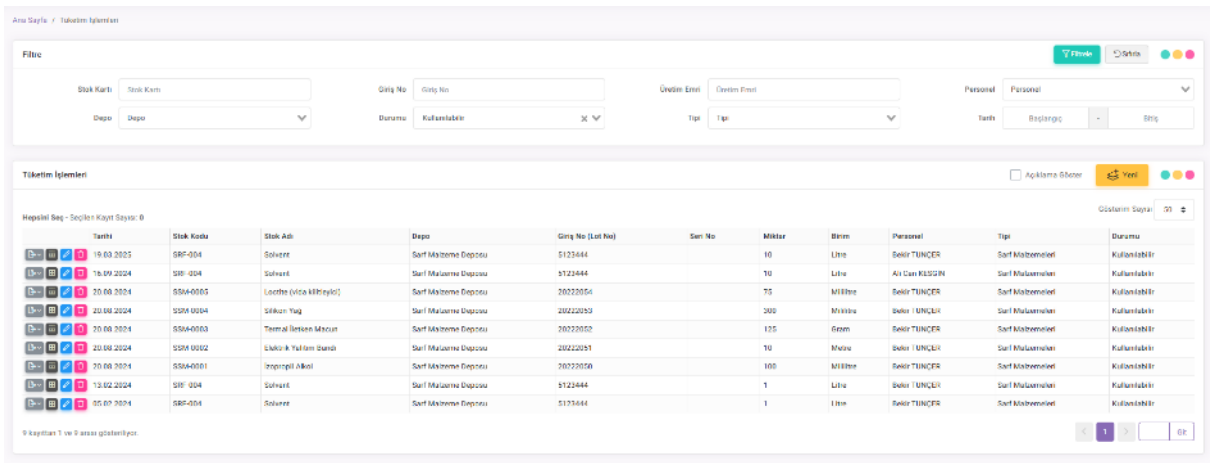 Ana Sayfa / Tüketim İşlemleri
Filtre Filtrele Sıfırla
Stok Kartı Stok Kartı Giriş No Giriş No Üretim Emri Üretim Emri Personel Personel
Depo Depo Durumu Kullanılabilir Tipi Tipi Tarih Başlangıç - Bitiş
Tüketim İşlemleri Açıklama Göster Yeni
Gösterim Sayısı 50
Hepsini Seç - Seçilen Kayıt Sayısı: 0
Tarihi Stok Kodu Stok Adı Depo Giriş No (Lot No) Seri No Miktar Birim Personel Tipi Durumu
19.03.2025 SRF-004 Solvent Sarf Malzeme Deposu 5123444 10 Litre Bekir TUNÇER Sarf Malzemeleri Kullanılabilir
16.09.2024 SRF-004 Solvent Sarf Malzeme Deposu 5123444 10 Litre Ali Can KESGİN Sarf Malzemeleri Kullanılabilir
20.08.2024 SSM-0005 Loctite (vida kilitleyici) Sarf Malzeme Deposu 20222054 75 Mililitre Bekir TUNÇER Sarf Malzemeleri Kullanılabilir
20.08.2024 SSM-0004 Silikon Yağ Sarf Malzeme Deposu 20222053 300 Mililitre Bekir TUNÇER Sarf Malzemeleri Kullanılabilir
20.08.2024 SSM-0003 Termal İletken Macun Sarf Malzeme Deposu 20222052 125 Gram Bekir TUNÇER Sarf Malzemeleri Kullanılabilir
20.08.2024 SSM-0002 Elektrik Yalıtım Bandı Sarf Malzeme Deposu 20222051 10 Metre Bekir TUNÇER Sarf Malzemeleri Kullanılabilir
20.08.2024 SSM-0001 İzopropil Alkol Sarf Malzeme Deposu 20222050 100 Mililitre Bekir TUNÇER Sarf Malzemeleri Kullanılabilir
13.02.2024 SRF-004 Solvent Sarf Malzeme Deposu 5123444 1 Litre Bekir TUNÇER Sarf Malzemeleri Kullanılabilir
05.02.2024 SRF-004 Solvent Sarf Malzeme Deposu 5123444 1 Litre Bekir TUNÇER Sarf Malzemeleri Kullanılabilir
9 kayıttan 1 ve 9 arası gösteriliyor. 1 Git